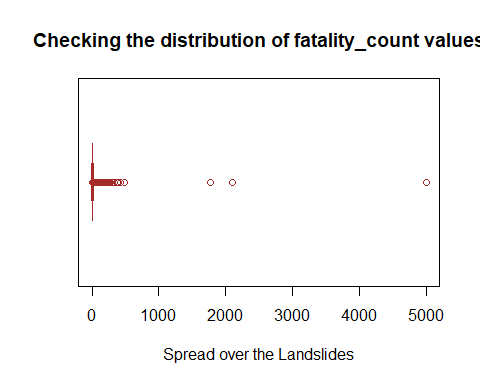 Checking the distribution of fatality_count values
0 1000 2000 3000 4000 5000
Spread over the Landslides